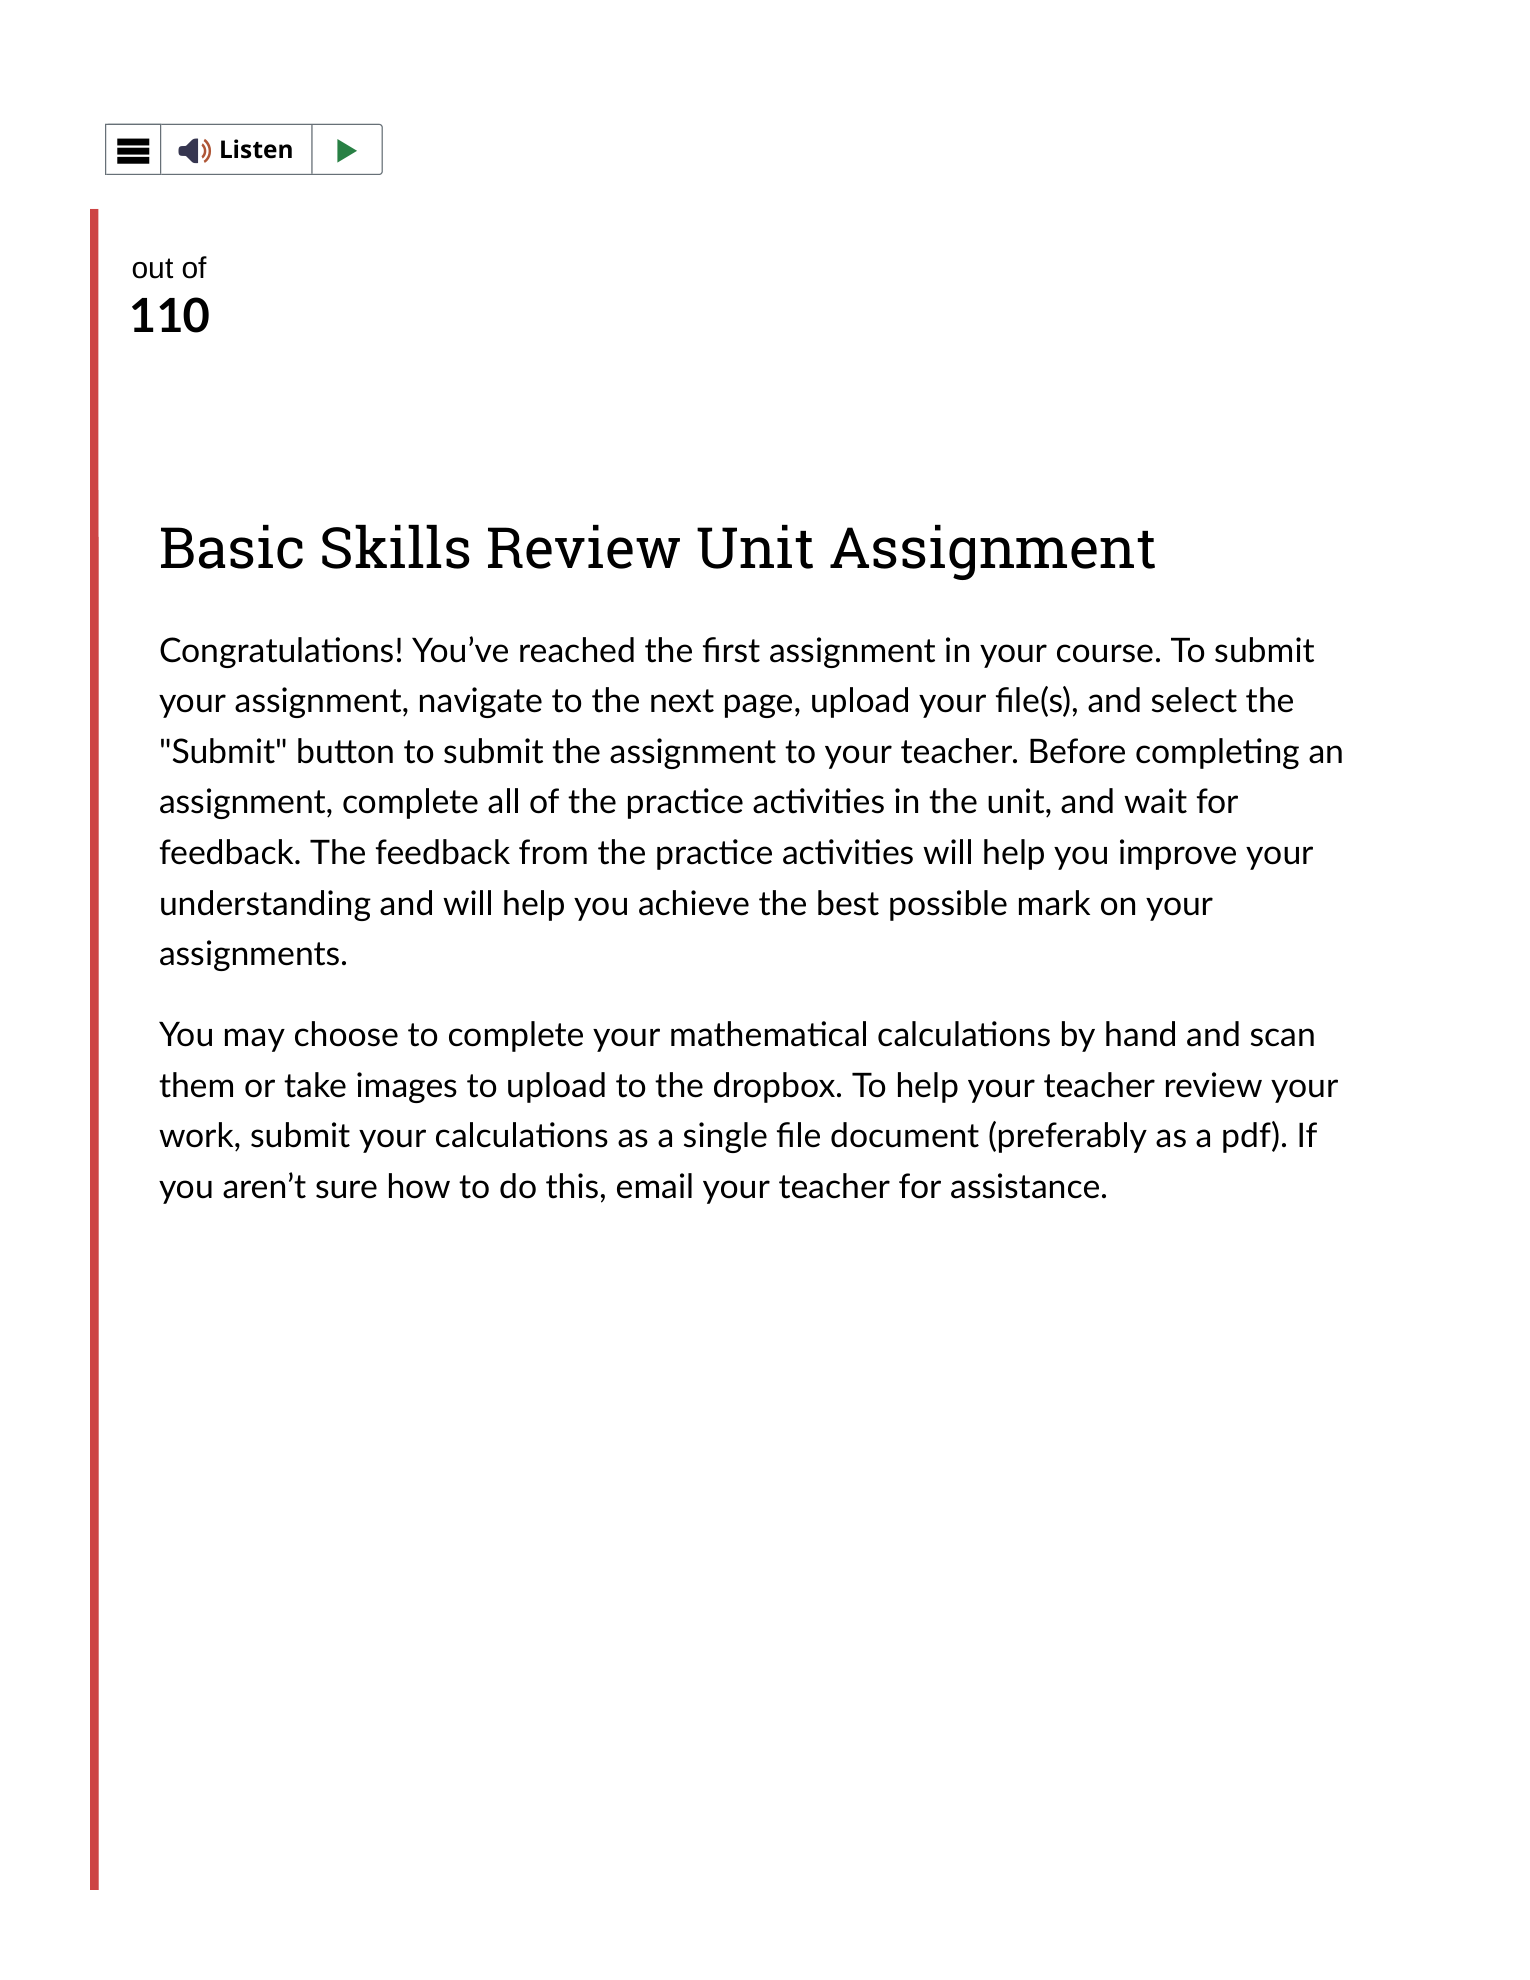 Listen
out of
110
Basic Skills Review Unit Assignment
Congratulations! You’ve reached the first assignment in your course. To submit
your assignment, navigate to the next page, upload your file(s), and select the
"Submit" button to submit the assignment to your teacher. Before completing an
assignment, complete all of the practice activities in the unit, and wait for
feedback. The feedback from the practice activities will help you improve your
understanding and will help you achieve the best possible mark on your
assignments.
You may choose to complete your mathematical calculations by hand and scan
them or take images to upload to the dropbox. To help your teacher review your
work, submit your calculations as a single file document (preferably as a pdf). If
you aren’t sure how to do this, email your teacher for assistance.